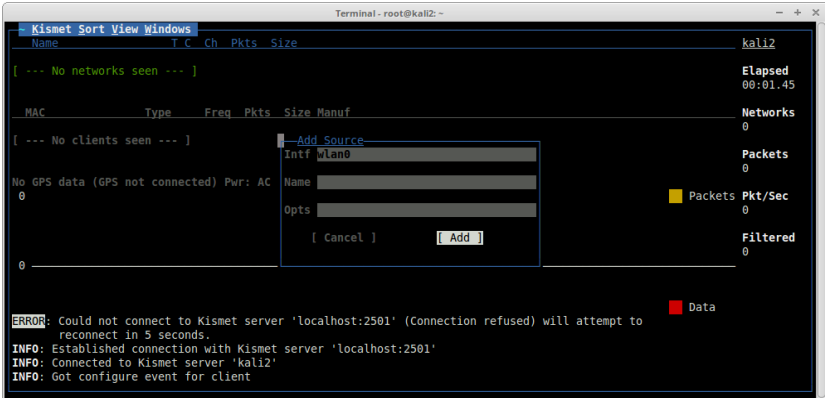 Terminal - root@kali2: ~
~ Kismet Sort View Windows
Name T C Ch Pkts Size kali2
[ --- No networks seen --- ] Elapsed
00:01.45
MAC Type Freq Pkts Size Manuf Networks
0
[ --- No clients seen --- ] Add Source
Intf wlan0 Packets
0
No GPS data (GPS not connected) Pwr: AC Name
0 Packets Pkt/Sec
Opts 0
[ Cancel ] [ Add ] Filtered
0
0
Data
ERROR: Could not connect to Kismet server 'localhost:2501' (Connection refused) will attempt to
reconnect in 5 seconds.
INFO: Established connection with Kismet server 'localhost:2501'
INFO: Connected to Kismet server 'kali2'
INFO: Got configure event for client